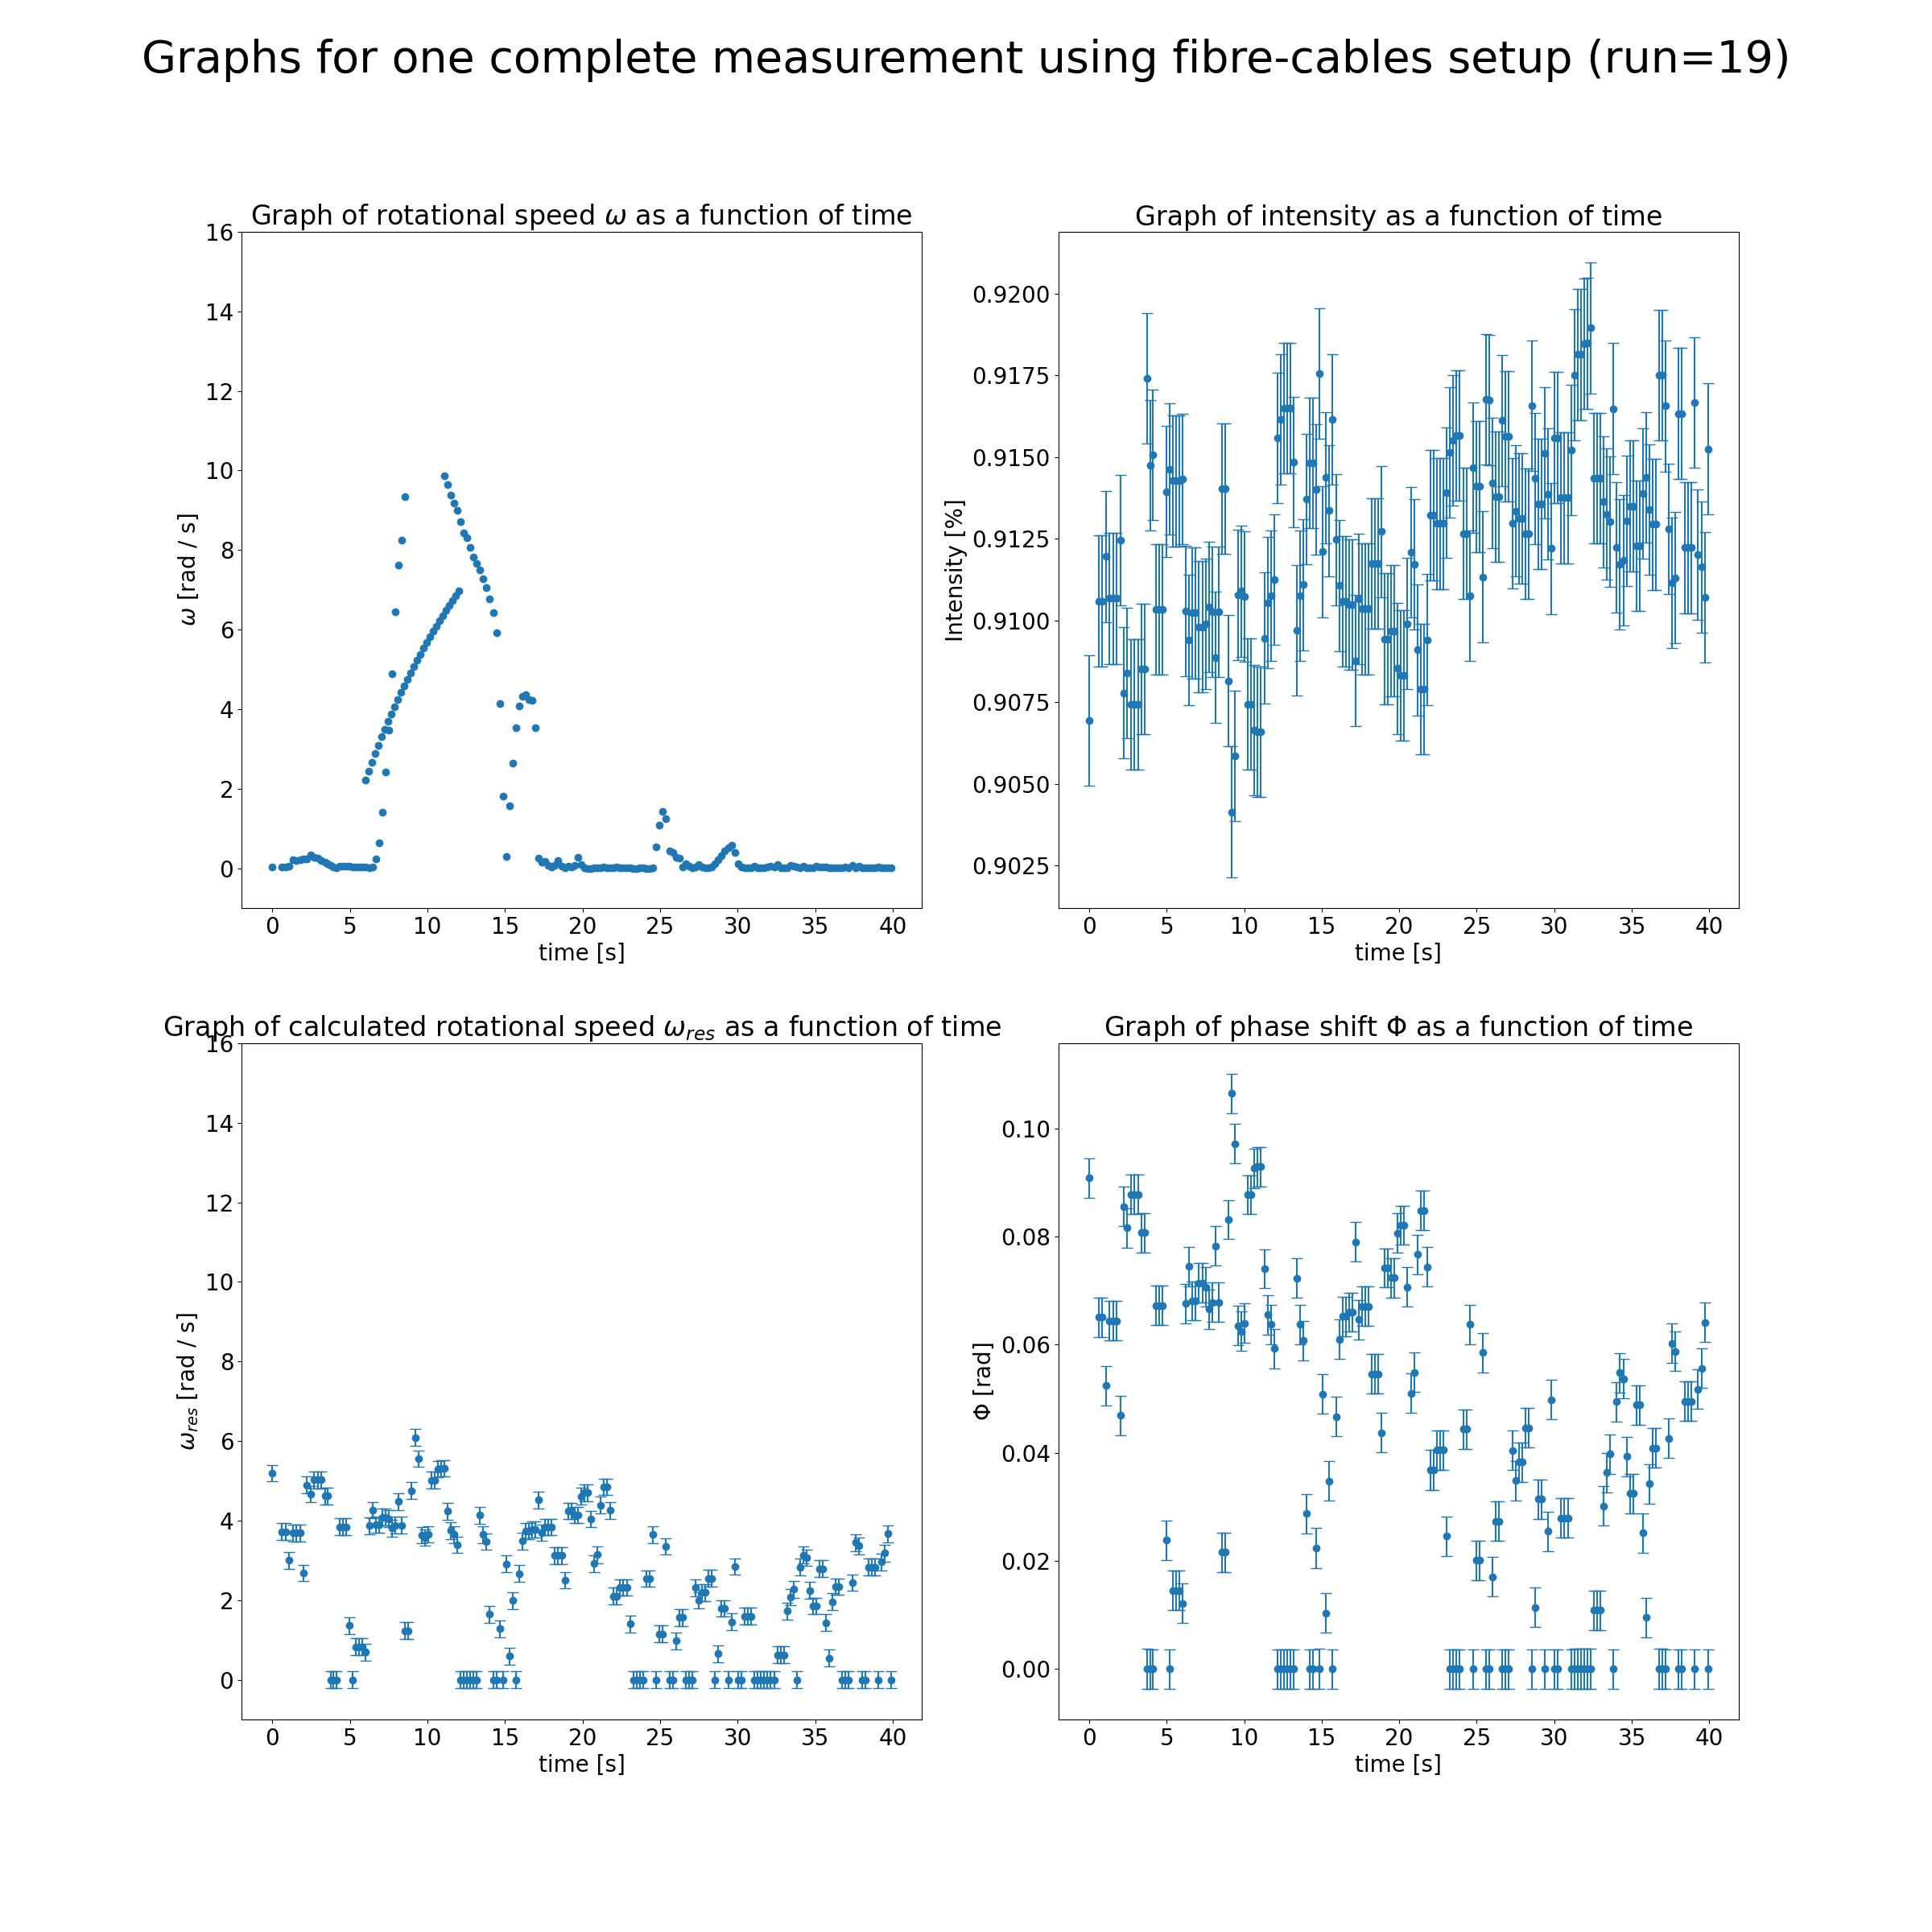 Graphs for one complete measurement using fibre-cables setup (run=19)
Graph of rotational speed ω as a function of time
16
14
12
10
8
6
4
2
0
ω [rad / s]
0 5 10 15 20 25 30 35 40
time [s]
Graph of intensity as a function of time
0.9200
0.9175
0.9150
0.9125
0.9100
0.9075
0.9050
0.9025
Intensity [%]
0 5 10 15 20 25 30 35 40
time [s]
Graph of calculated rotational speed ω_res as a function of time
16
14
12
10
8
6
4
2
0
ω_res [rad / s]
0 5 10 15 20 25 30 35 40
time [s]
Graph of phase shift Φ as a function of time
0.10
0.08
0.06
0.04
0.02
0.00
Φ [rad]
0 5 10 15 20 25 30 35 40
time [s]